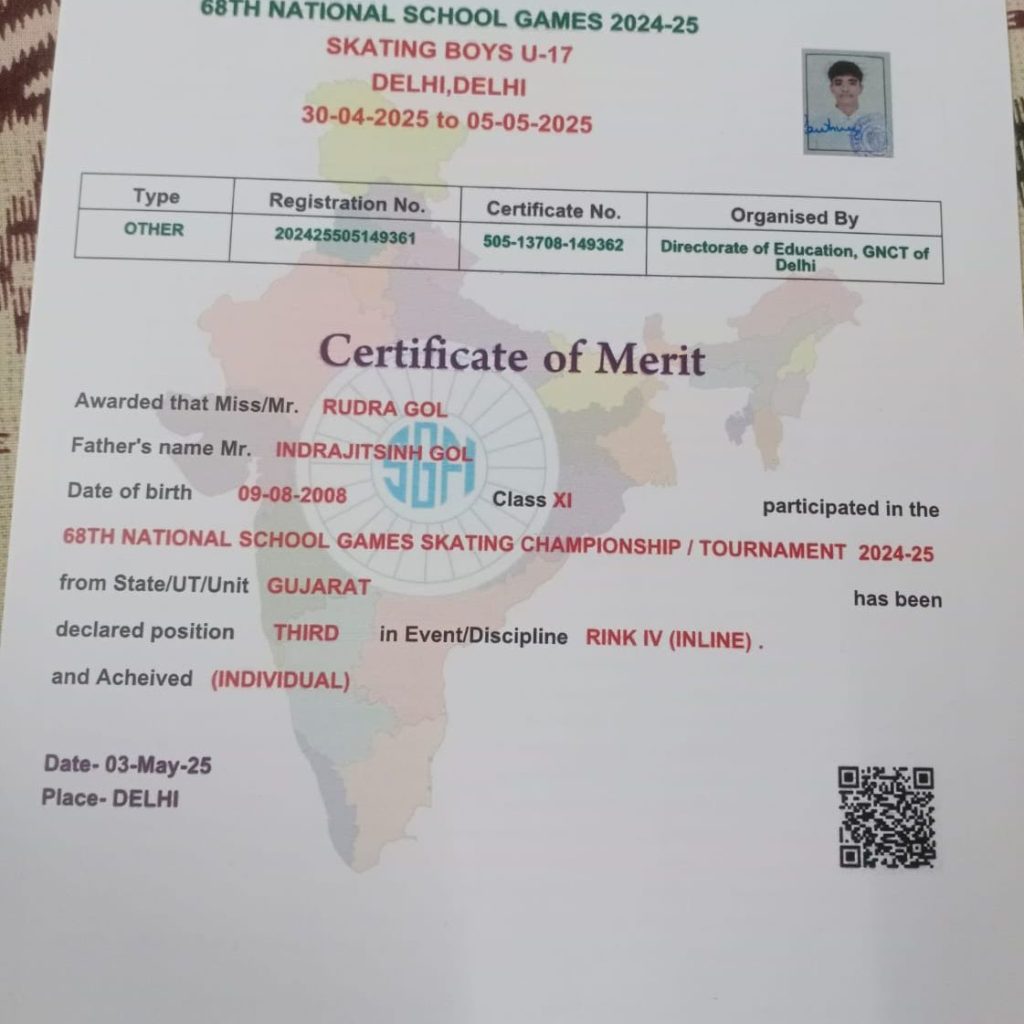 68TH NATIONAL SCHOOL GAMES 2024-25
SKATING BOYS U-17
DELHI,DELHI
30-04-2025 to 05-05-2025
Type Registration No. Certificate No. Organised By
OTHER 202425505149361 505-13708-149362 Directorate of Education, GNCT of
Delhi
Certificate of Merit
Awarded that Miss/Mr. RUDRA GOL
Father's name Mr. INDRAJITSINH GOL
SGFI
Date of birth 09-08-2008 Class XI participated in the
68TH NATIONAL SCHOOL GAMES SKATING CHAMPIONSHIP / TOURNAMENT 2024-25
from State/UT/Unit GUJARAT has been
declared position THIRD in Event/Discipline RINK IV (INLINE) .
and Acheived (INDIVIDUAL)
Date- 03-May-25
Place- DELHI